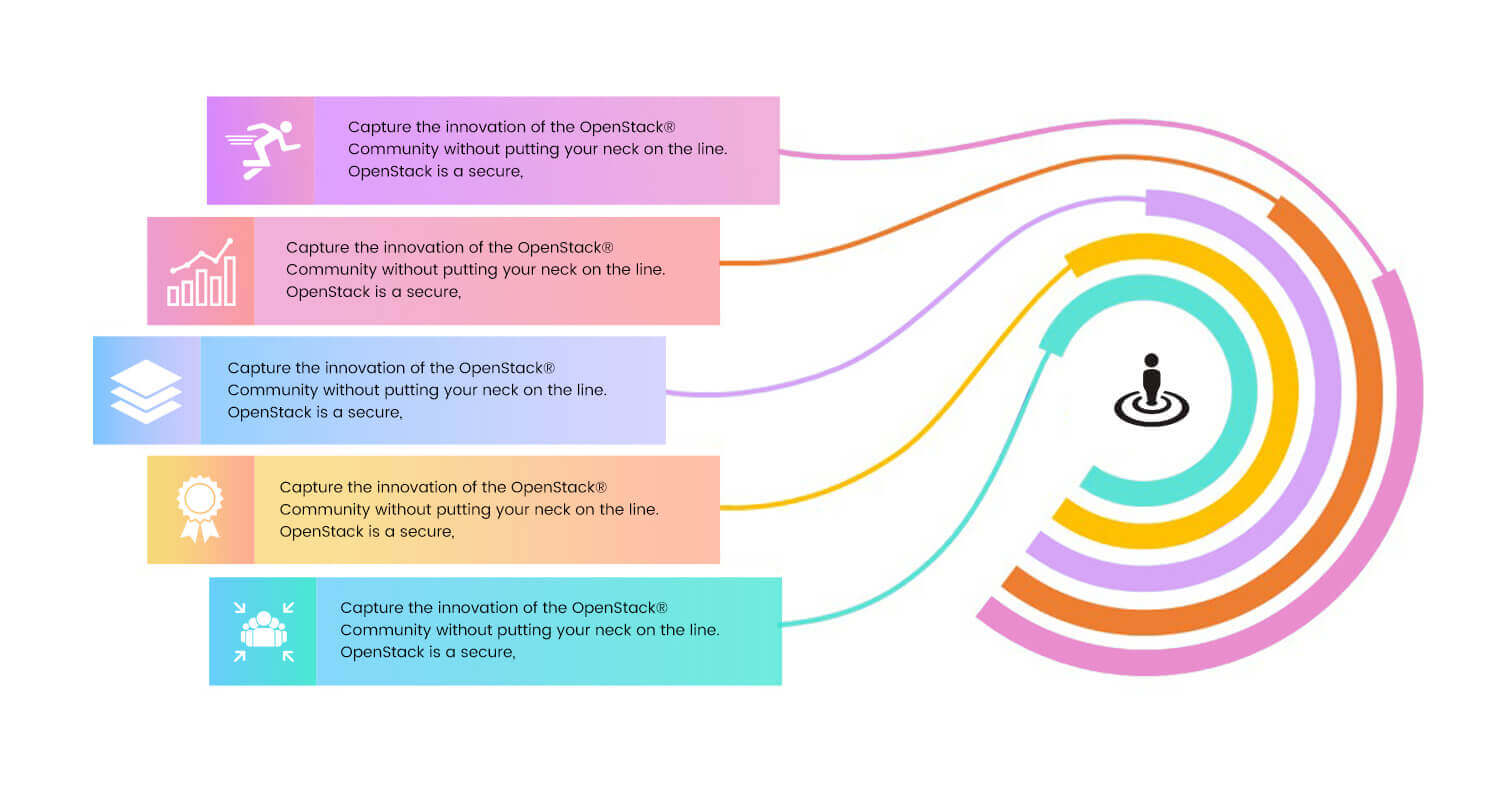 Capture the innovation of the OpenStack®
Community without putting your neck on the line.
OpenStack is a secure,
Capture the innovation of the OpenStack®
Community without putting your neck on the line.
OpenStack is a secure,
Capture the innovation of the OpenStack®
Community without putting your neck on the line.
OpenStack is a secure,
Capture the innovation of the OpenStack®
Community without putting your neck on the line.
OpenStack is a secure,
Capture the innovation of the OpenStack®
Community without putting your neck on the line.
OpenStack is a secure,